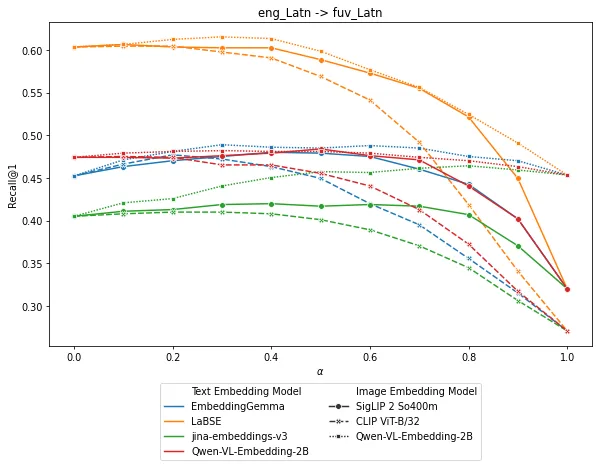 eng_Latn -> fuv_Latn
Recall@1
0.60
0.55
0.50
0.45
0.40
0.35
0.30
0.0 0.2 0.4 0.6 0.8 1.0
α
Text Embedding Model
EmbeddingGemma
LaBSE
jina-embeddings-v3
Qwen-VL-Embedding-2B
Image Embedding Model
SigLIP 2 So400m
CLIP ViT-B/32
Qwen-VL-Embedding-2B